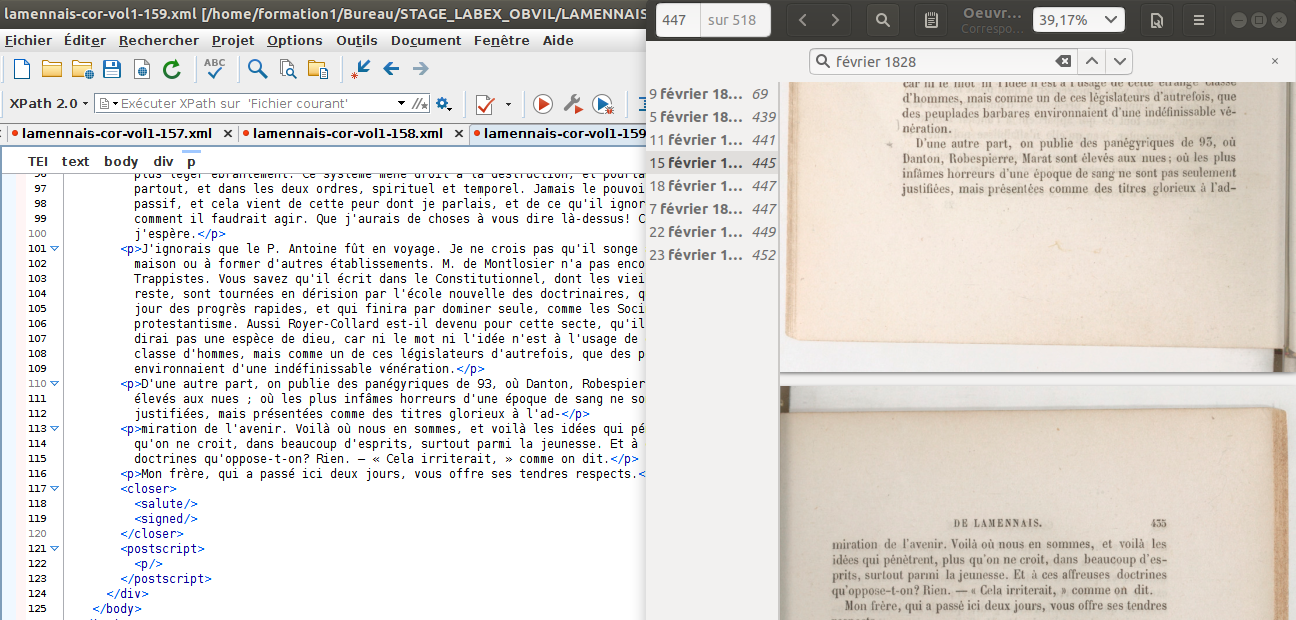 lamennais-cor-vol1-159.xml [/home/formation1/Bureau/STAGE_LABEX_OBVIL/LAMENNAIS
Fichier Éditer Rechercher Projet Options Outils Document Fenêtre Aide
ABC
XPath 2.0 Exécuter XPath sur 'Fichier courant'
lamennais-cor-vol1-157.xml × lamennais-cor-vol1-158.xml × lamennais-cor-vol1-159
TEI text body div p
96 plus léger ébranlement. Ce système mène droit à la destruction, et
97 partout, et dans les deux ordres, spirituel et temporel. Jamais le pouvoi
98 passif, et cela vient de cette peur dont je parlais, et de ce qu'il ignor
99 comment il faudrait agir. Que j'aurais de choses à vous dire là-dessus! C
100 j'espère.</p>
101 <p>J'ignorais que le P. Antoine fût en voyage. Je ne crois pas qu'il songe
102 maison ou à former d'autres établissements. M. de Montlosier n'a pas enco
103 Trappistes. Vous savez qu'il écrit dans le Constitutionnel, dont les viei
104 reste, sont tournées en dérision par l'école nouvelle des doctrinaires, q
105 jour des progrès rapides, et qui finira par dominer seule, comme les Soci
106 protestantisme. Aussi Royer-Collard est-il devenu pour cette secte, qu'il
107 dirai pas une espèce de dieu, car ni le mot ni l'idée n'est à l'usage de
108 classe d'hommes, mais comme un de ces législateurs d'autrefois, que des p
109 environnaient d'une indéfinissable vénération.</p>
110 <p>D'une autre part, on publie des panégyriques de 93, où Danton, Robespier
111 élevés aux nues ; où les plus infâmes horreurs d'une époque de sang ne so
112 justifiées, mais présentées comme des titres glorieux à l'ad-</p>
113 <p>miration de l'avenir. Voilà où nous en sommes, et voilà les idées qui pé
114 qu'on ne croit, dans beaucoup d'esprits, surtout parmi la jeunesse. Et à
115 doctrines qu'oppose-t-on? Rien. — « Cela irriterait, » comme on dit.</p>
116 <p>Mon frère, qui a passé ici deux jours, vous offre ses tendres respects.<
117 <closer>
118 <salute/>
119 <signed/>
120 </closer>
121 <postscript>
122 <p/>
123 </postscript>
124 </div>
125 </body>
447 sur 518
Oeuvr…
Correspo…
39,17%
février 1828
9 février 18… 69
5 février 18… 439
11 février 1… 441
15 février 1… 445
18 février 1… 447
7 février 18… 447
22 février 1… 449
23 février 1… 452
car ni le mot ni l'idée n'est à l'usage de cette étrange classe
d'hommes, mais comme un de ces législateurs d'autrefois, que
des peuplades barbares environnaient d'une indéfinissable vé-
nération.
D'une autre part, on publie des panégyriques de 93, où
Danton, Robespierre, Marat sont élevés aux nues ; où les plus
infâmes horreurs d'une époque de sang ne sont pas seulement
justifiées, mais présentées comme des titres glorieux à l'ad-
DE LAMENNAIS. 435
miration de l'avenir. Voilà où nous en sommes, et voilà les
idées qui pénètrent, plus qu'on ne croit, dans beaucoup d'es-
prits, surtout parmi la jeunesse. Et à ces affreuses doctrines
qu'oppose-t-on? Rien. — « Cela irriterait, » comme on dit.
Mon frère, qui a passé ici deux jours, vous offre ses tendres